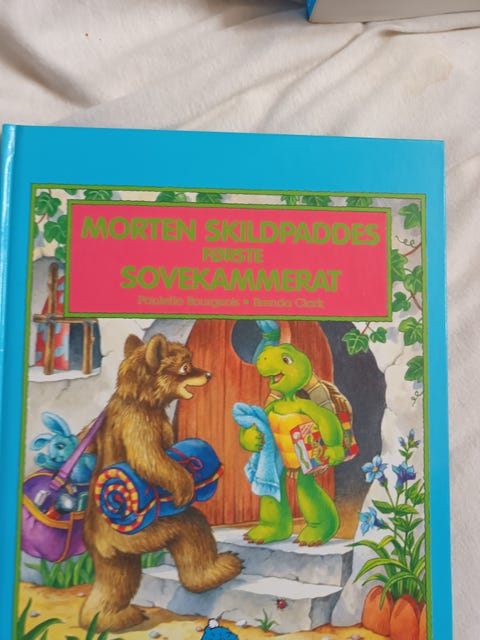 MORTEN SKILDPADDES
FØRSTE
SOVEKAMMERAT
Paulette Bourgeois • Brenda Clark